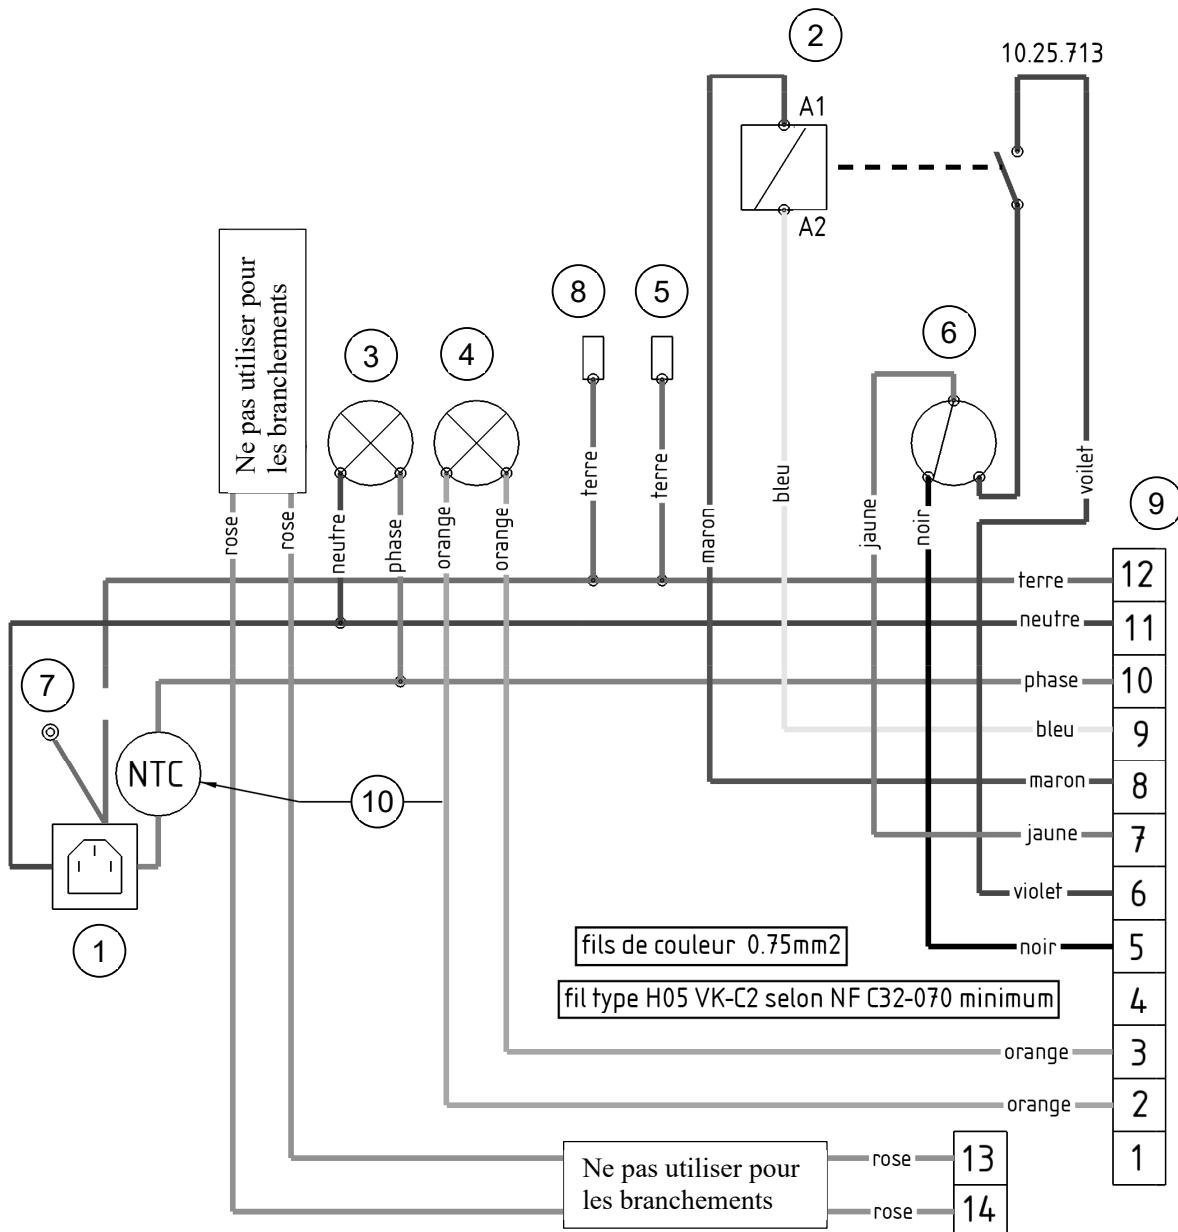 2
10.25.713
A1
A2
Ne pas utiliser pour
les branchements
8
5
3
4
6
9
rose
rose
neutre
phase
orange
orange
terre
terre
maron
bleu
jaune
noir
voilet
terre
12
neutre
11
phase
10
bleu
9
maron
8
jaune
7
violet
6
noir
5
4
orange
3
orange
2
1
7
NTC
10
1
fils de couleur 0.75mm2
fil type H05 VK-C2 selon NF C32-070 minimum
Ne pas utiliser pour
les branchements
rose
13
rose
14